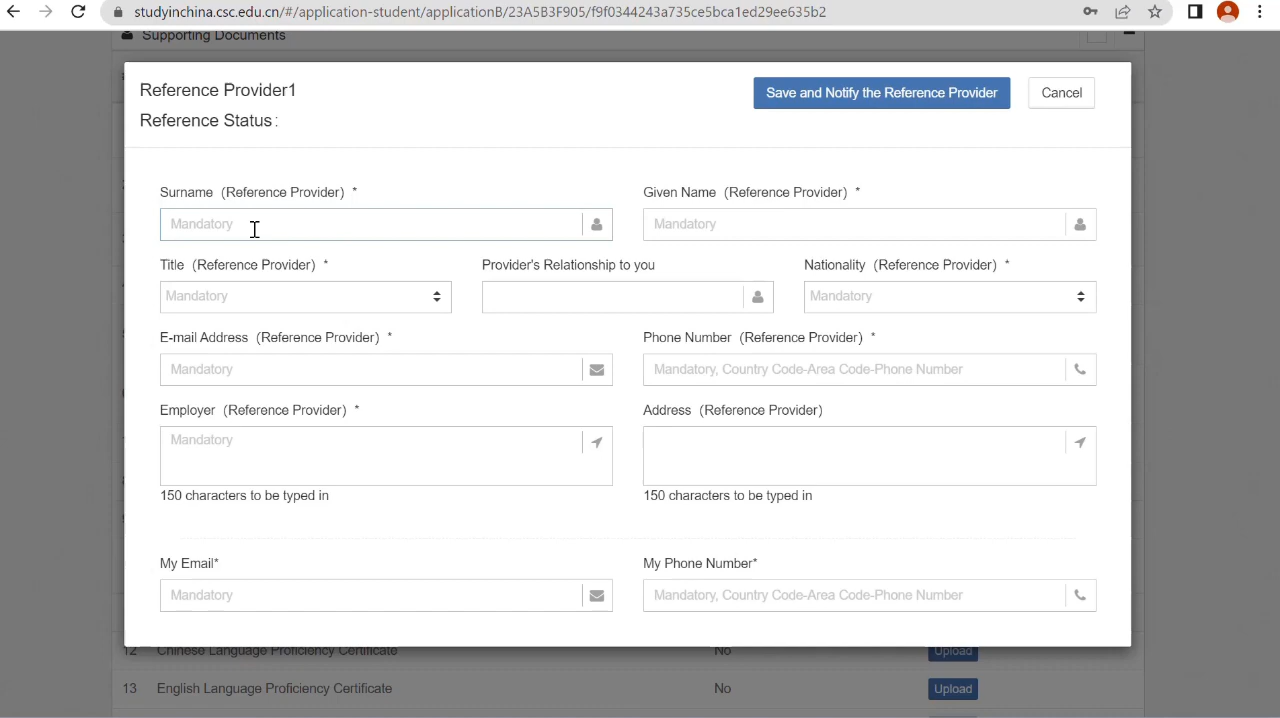 studyinchina.csc.edu.cn/#/application-student/applicationB/23A5B3F905/f9f0344243a735ce5bca1ed29ee635b2
Supporting Documents
Reference Provider1
Save and Notify the Reference Provider
Cancel
Reference Status :
Surname (Reference Provider) *
Given Name (Reference Provider) *
Mandatory
Mandatory
Title (Reference Provider) *
Provider's Relationship to you
Nationality (Reference Provider) *
Mandatory
Mandatory
E-mail Address (Reference Provider) *
Phone Number (Reference Provider) *
Mandatory
Mandatory, Country Code-Area Code-Phone Number
Employer (Reference Provider) *
Address (Reference Provider)
Mandatory
150 characters to be typed in
150 characters to be typed in
My Email*
My Phone Number*
Mandatory
Mandatory, Country Code-Area Code-Phone Number
12 Chinese Language Proficiency Certificate No Upload
13 English Language Proficiency Certificate No Upload